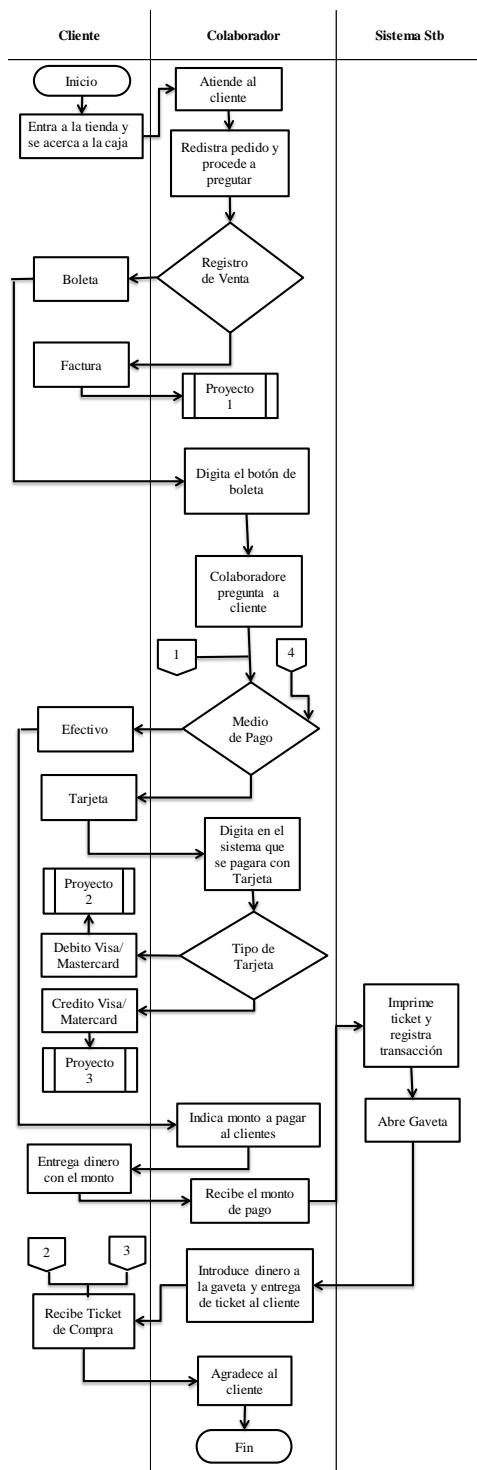 Cliente
Colaborador
Sistema Stb
Inicio
Atiende al
cliente
Entra a la tienda y
se acerca a la caja
Redistra pedido y
procede a
pregutar
Registro
de Venta
Boleta
Factura
Proyecto
1
Digita el botón de
boleta
Colaboradore
pregunta a
cliente
1
4
Medio
de Pago
Efectivo
Tarjeta
Digita en el
sistema que
se pagara con
Tarjeta
Proyecto
2
Tipo de
Tarjeta
Debito Visa/
Mastercard
Credito Visa/
Matercard
Proyecto
3
Imprime
ticket y
registra
transacción
Abre Gaveta
Indica monto a pagar
al clientes
Entrega dinero
con el monto
Recibe el monto
de pago
2
3
Introduce dinero a
la gaveta y entrega
de ticket al cliente
Recibe Ticket
de Compra
Agradece al
cliente
Fin